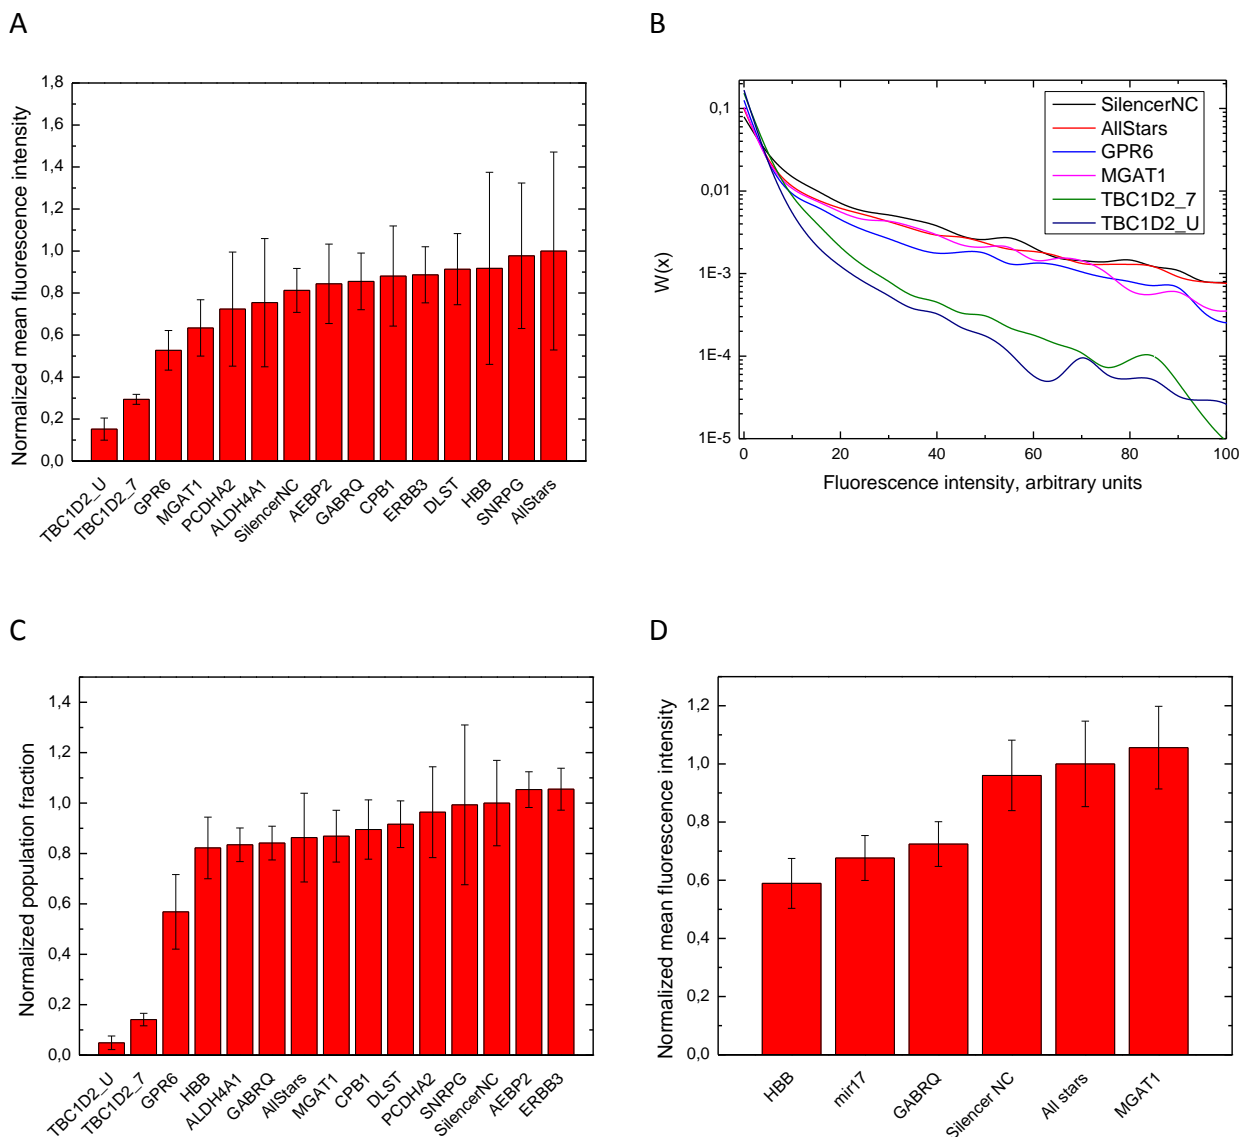 A
Normalized mean fluorescence intensity
1,8
1,6
1,4
1,2
1,0
0,8
0,6
0,4
0,2
0,0
TBC1D2_U
TBC1D2_7
GPR6
MGAT1
PCDHA2
ALDH4A1
SilencerNC
AEBP2
GABRQ
CPB1
ERBB3
DLST
HBB
SNRPG
AllStars
B
W(x)
0,1
0,01
1E-3
1E-4
1E-5
SilencerNC
AllStars
GPR6
MGAT1
TBC1D2_7
TBC1D2_U
0
20
40
60
80
100
Fluorescence intensity, arbitrary units
C
Normalized population fraction
1,4
1,2
1,0
0,8
0,6
0,4
0,2
0,0
TBC1D2_U
TBC1D2_7
GPR6
HBB
ALDH4A1
GABRQ
AllStars
MGAT1
CPB1
DLST
PCDHA2
SNRPG
SilencerNC
AEBP2
ERBB3
D
Normalized mean fluorescence intensity
1,2
1,0
0,8
0,6
0,4
0,2
0,0
HBB
mir17
GABRQ
Silencer NC
All stars
MGAT1